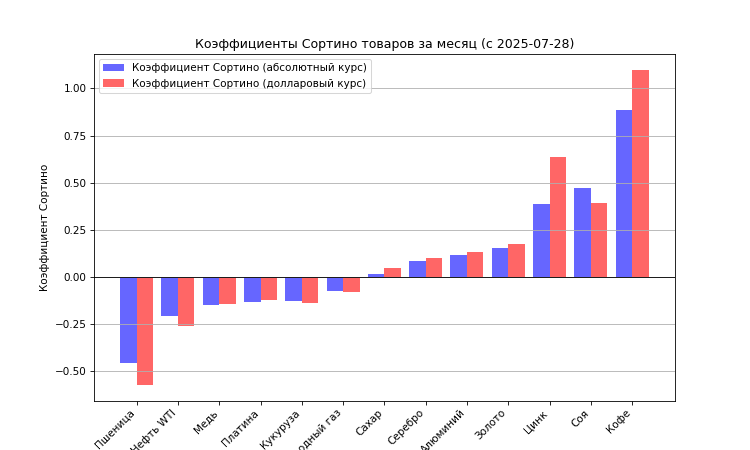 Коэффициенты Сортино товаров за месяц (с 2025-07-28)
Коэффициент Сортино (абсолютный курс)
Коэффициент Сортино (долларовый курс)
Коэффициент Сортино
1.00
0.75
0.50
0.25
0.00
−0.25
−0.50
Пшеница
Нефть WTI
Медь
Платина
Кукуруза
газ
Сахар
Серебро
Алюминий
Золото
Цинк
Соя
Кофе